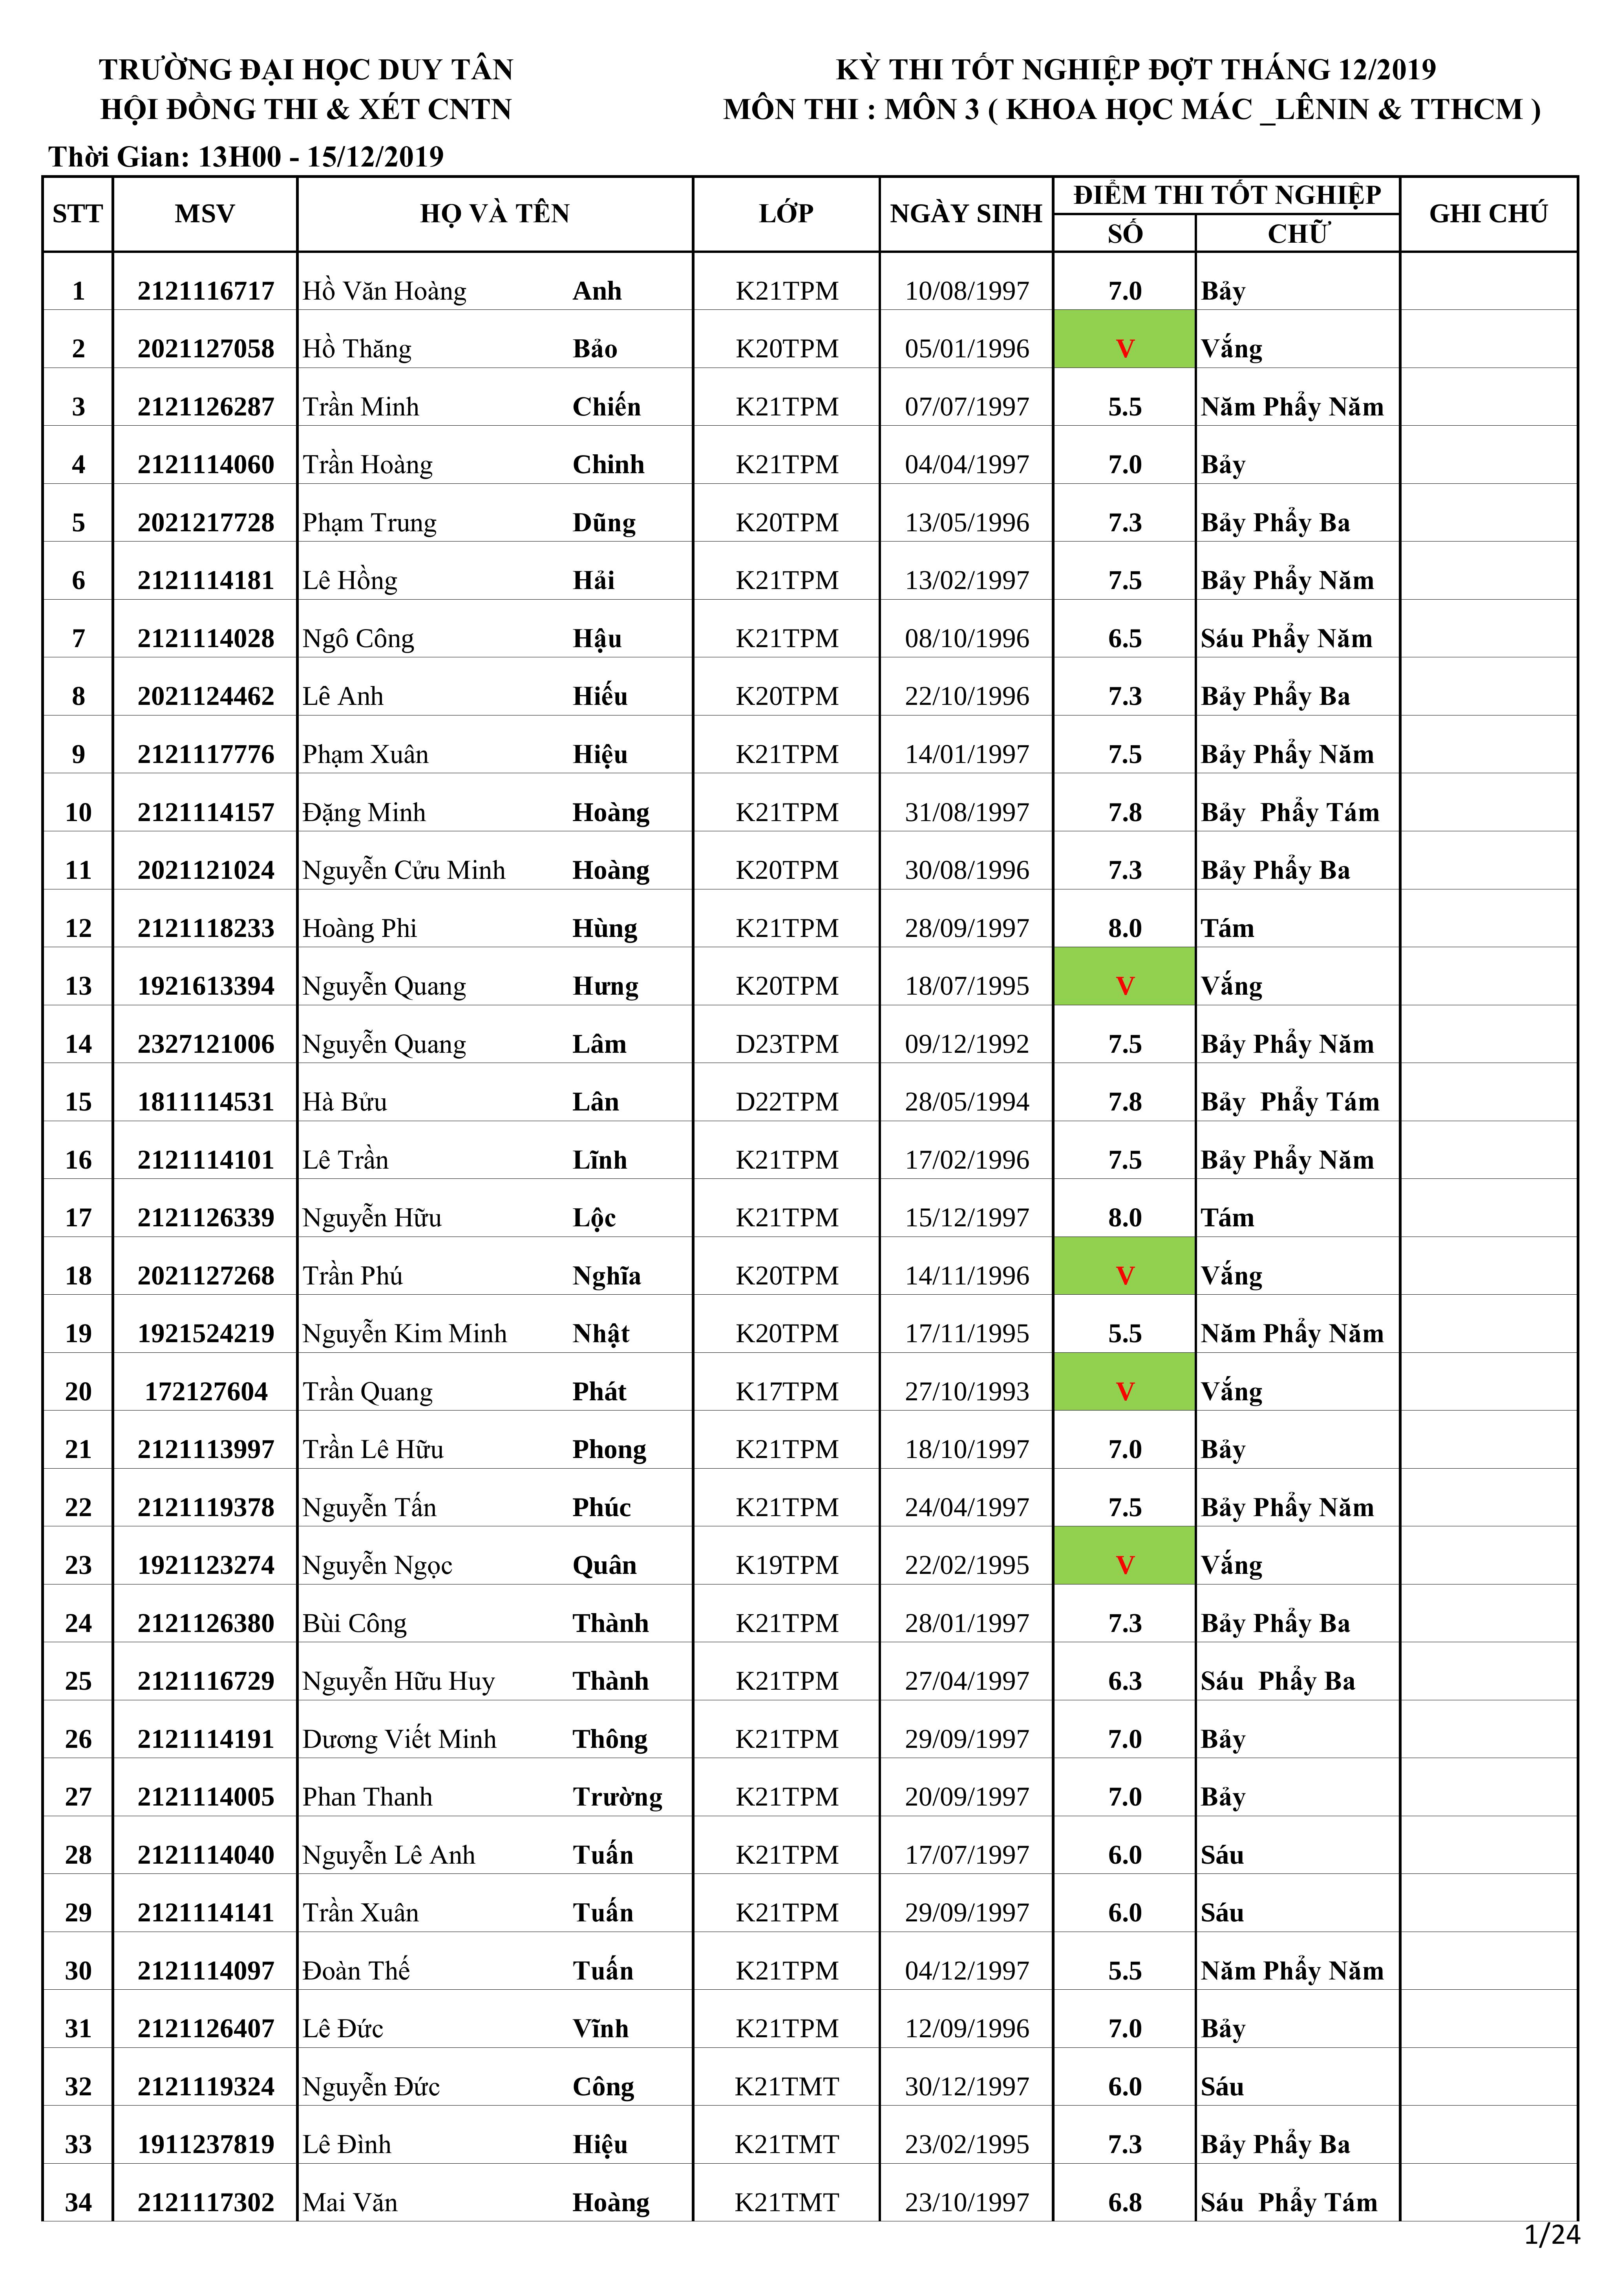 TRƯỜNG ĐẠI HỌC DUY TÂN KỲ THI TỐT NGHIỆP ĐỢT THÁNG 12/2019
HỘI ĐỒNG THI & XÉT CNTN MÔN THI : MÔN 3 ( KHOA HỌC MÁC _LÊNIN & TTHCM )
Thời Gian: 13H00 - 15/12/2019
STT MSV HỌ VÀ TÊN LỚP NGÀY SINH ĐIỂM THI TỐT NGHIỆP GHI CHÚ
SỐ CHỮ
1 2121116717 Hồ Văn Hoàng Anh K21TPM 10/08/1997 7.0 Bảy
2 2021127058 Hồ Thăng Bảo K20TPM 05/01/1996 V Vắng
3 2121126287 Trần Minh Chiến K21TPM 07/07/1997 5.5 Năm Phẩy Năm
4 2121114060 Trần Hoàng Chinh K21TPM 04/04/1997 7.0 Bảy
5 2021217728 Phạm Trung Dũng K20TPM 13/05/1996 7.3 Bảy Phẩy Ba
6 2121114181 Lê Hồng Hải K21TPM 13/02/1997 7.5 Bảy Phẩy Năm
7 2121114028 Ngô Công Hậu K21TPM 08/10/1996 6.5 Sáu Phẩy Năm
8 2021124462 Lê Anh Hiếu K20TPM 22/10/1996 7.3 Bảy Phẩy Ba
9 2121117776 Phạm Xuân Hiệu K21TPM 14/01/1997 7.5 Bảy Phẩy Năm
10 2121114157 Đặng Minh Hoàng K21TPM 31/08/1997 7.8 Bảy  Phẩy Tám
11 2021121024 Nguyễn Cửu Minh Hoàng K20TPM 30/08/1996 7.3 Bảy Phẩy Ba
12 2121118233 Hoàng Phi Hùng K21TPM 28/09/1997 8.0 Tám
13 1921613394 Nguyễn Quang Hưng K20TPM 18/07/1995 V Vắng
14 2327121006 Nguyễn Quang Lâm D23TPM 09/12/1992 7.5 Bảy Phẩy Năm
15 1811114531 Hà Bửu Lân D22TPM 28/05/1994 7.8 Bảy  Phẩy Tám
16 2121114101 Lê Trần Lĩnh K21TPM 17/02/1996 7.5 Bảy Phẩy Năm
17 2121126339 Nguyễn Hữu Lộc K21TPM 15/12/1997 8.0 Tám
18 2021127268 Trần Phú Nghĩa K20TPM 14/11/1996 V Vắng
19 1921524219 Nguyễn Kim Minh Nhật K20TPM 17/11/1995 5.5 Năm Phẩy Năm
20 172127604 Trần Quang Phát K17TPM 27/10/1993 V Vắng
21 2121113997 Trần Lê Hữu Phong K21TPM 18/10/1997 7.0 Bảy
22 2121119378 Nguyễn Tấn Phúc K21TPM 24/04/1997 7.5 Bảy Phẩy Năm
23 1921123274 Nguyễn Ngọc Quân K19TPM 22/02/1995 V Vắng
24 2121126380 Bùi Công Thành K21TPM 28/01/1997 7.3 Bảy Phẩy Ba
25 2121116729 Nguyễn Hữu Huy Thành K21TPM 27/04/1997 6.3 Sáu  Phẩy Ba
26 2121114191 Dương Viết Minh Thông K21TPM 29/09/1997 7.0 Bảy
27 2121114005 Phan Thanh Trường K21TPM 20/09/1997 7.0 Bảy
28 2121114040 Nguyễn Lê Anh Tuấn K21TPM 17/07/1997 6.0 Sáu
29 2121114141 Trần Xuân Tuấn K21TPM 29/09/1997 6.0 Sáu
30 2121114097 Đoàn Thế Tuấn K21TPM 04/12/1997 5.5 Năm Phẩy Năm
31 2121126407 Lê Đức Vĩnh K21TPM 12/09/1996 7.0 Bảy
32 2121119324 Nguyễn Đức Công K21TMT 30/12/1997 6.0 Sáu
33 1911237819 Lê Đình Hiệu K21TMT 23/02/1995 7.3 Bảy Phẩy Ba
34 2121117302 Mai Văn Hoàng K21TMT 23/10/1997 6.8 Sáu  Phẩy Tám
1/24